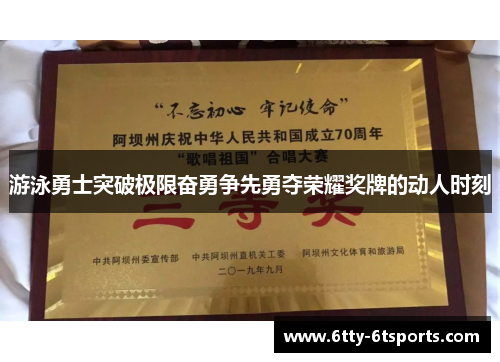 “不忘初心 牢记使命”
阿坝州庆祝中华人民共和国成立70周年
“歌唱祖国”合唱大赛
游泳勇士突破极限奋勇争先勇夺荣耀奖牌的动人时刻
二等奖
中共阿坝州委宣传部 中共阿坝州直机关工委 阿坝州文化体育和旅游局
二〇一九年九月
www.6tty-6tsports.com